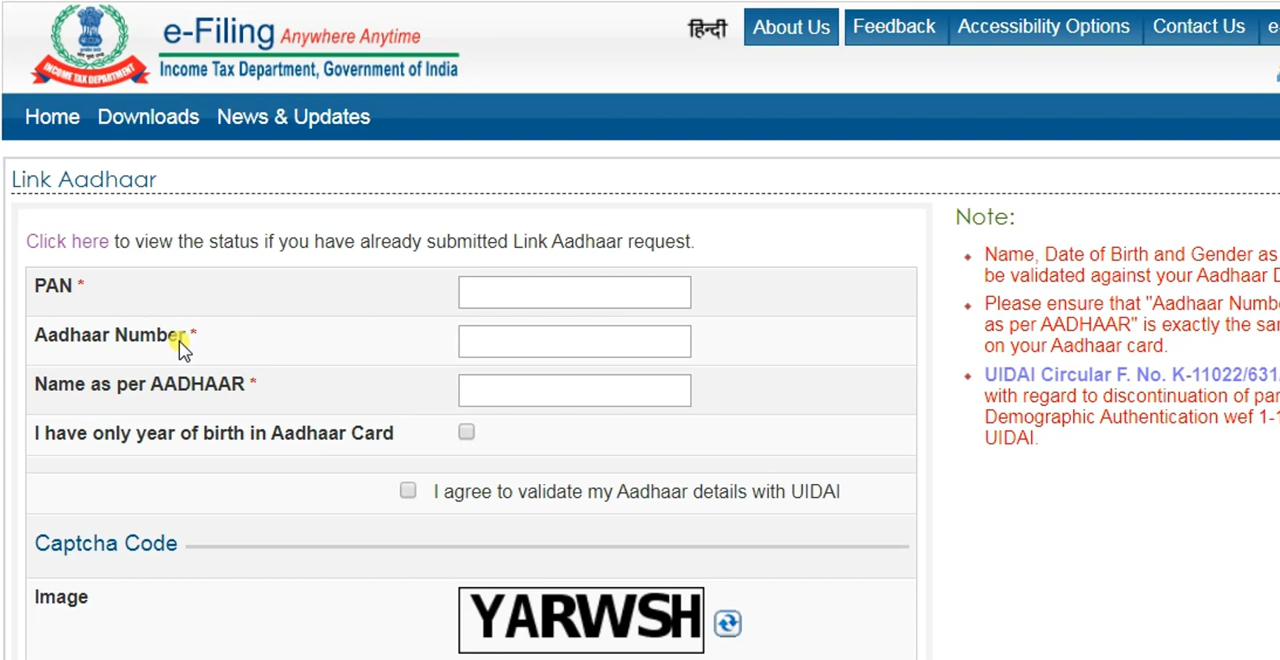 e-Filing Anywhere Anytime
Income Tax Department, Government of India
INCOME TAX DEPARTMENT
हिन्दी About Us Feedback Accessibility Options Contact Us e-
Home Downloads News & Updates
Link Aadhaar
Click here to view the status if you have already submitted Link Aadhaar request.
PAN *
Aadhaar Number *
Name as per AADHAAR *
I have only year of birth in Aadhaar Card
I agree to validate my Aadhaar details with UIDAI
Captcha Code
Image
YARWSH
Note:
Name, Date of Birth and Gender as
be validated against your Aadhaar D
Please ensure that "Aadhaar Numbe
as per AADHAAR" is exactly the sa
on your Aadhaar card.
UIDAI Circular F. No. K-11022/631
with regard to discontinuation of par
Demographic Authentication wef 1-1
UIDAI.